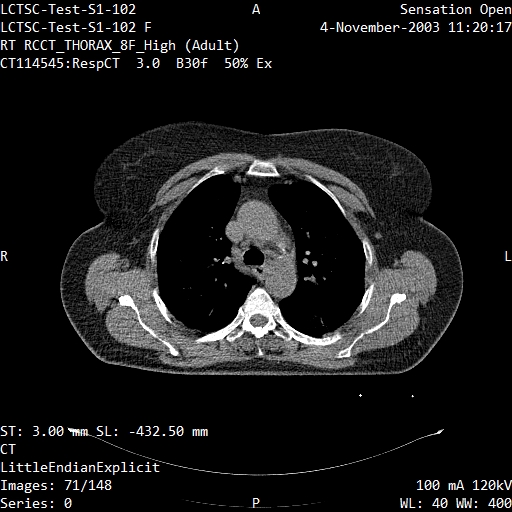 LCTSC-Test-S1-102
A
Sensation Open
LCTSC-Test-S1-102 F
4-November-2003 11:20:17
RT RCCT_THORAX_8F_High (Adult)
CT114545:RespCT 3.0 B30f 50% Ex
R
L
ST: 3.00 mm SL: -432.50 mm
CT
LittleEndianExplicit
Images: 71/148
100 mA 120kV
Series: 0
P
WL: 40 WW: 400